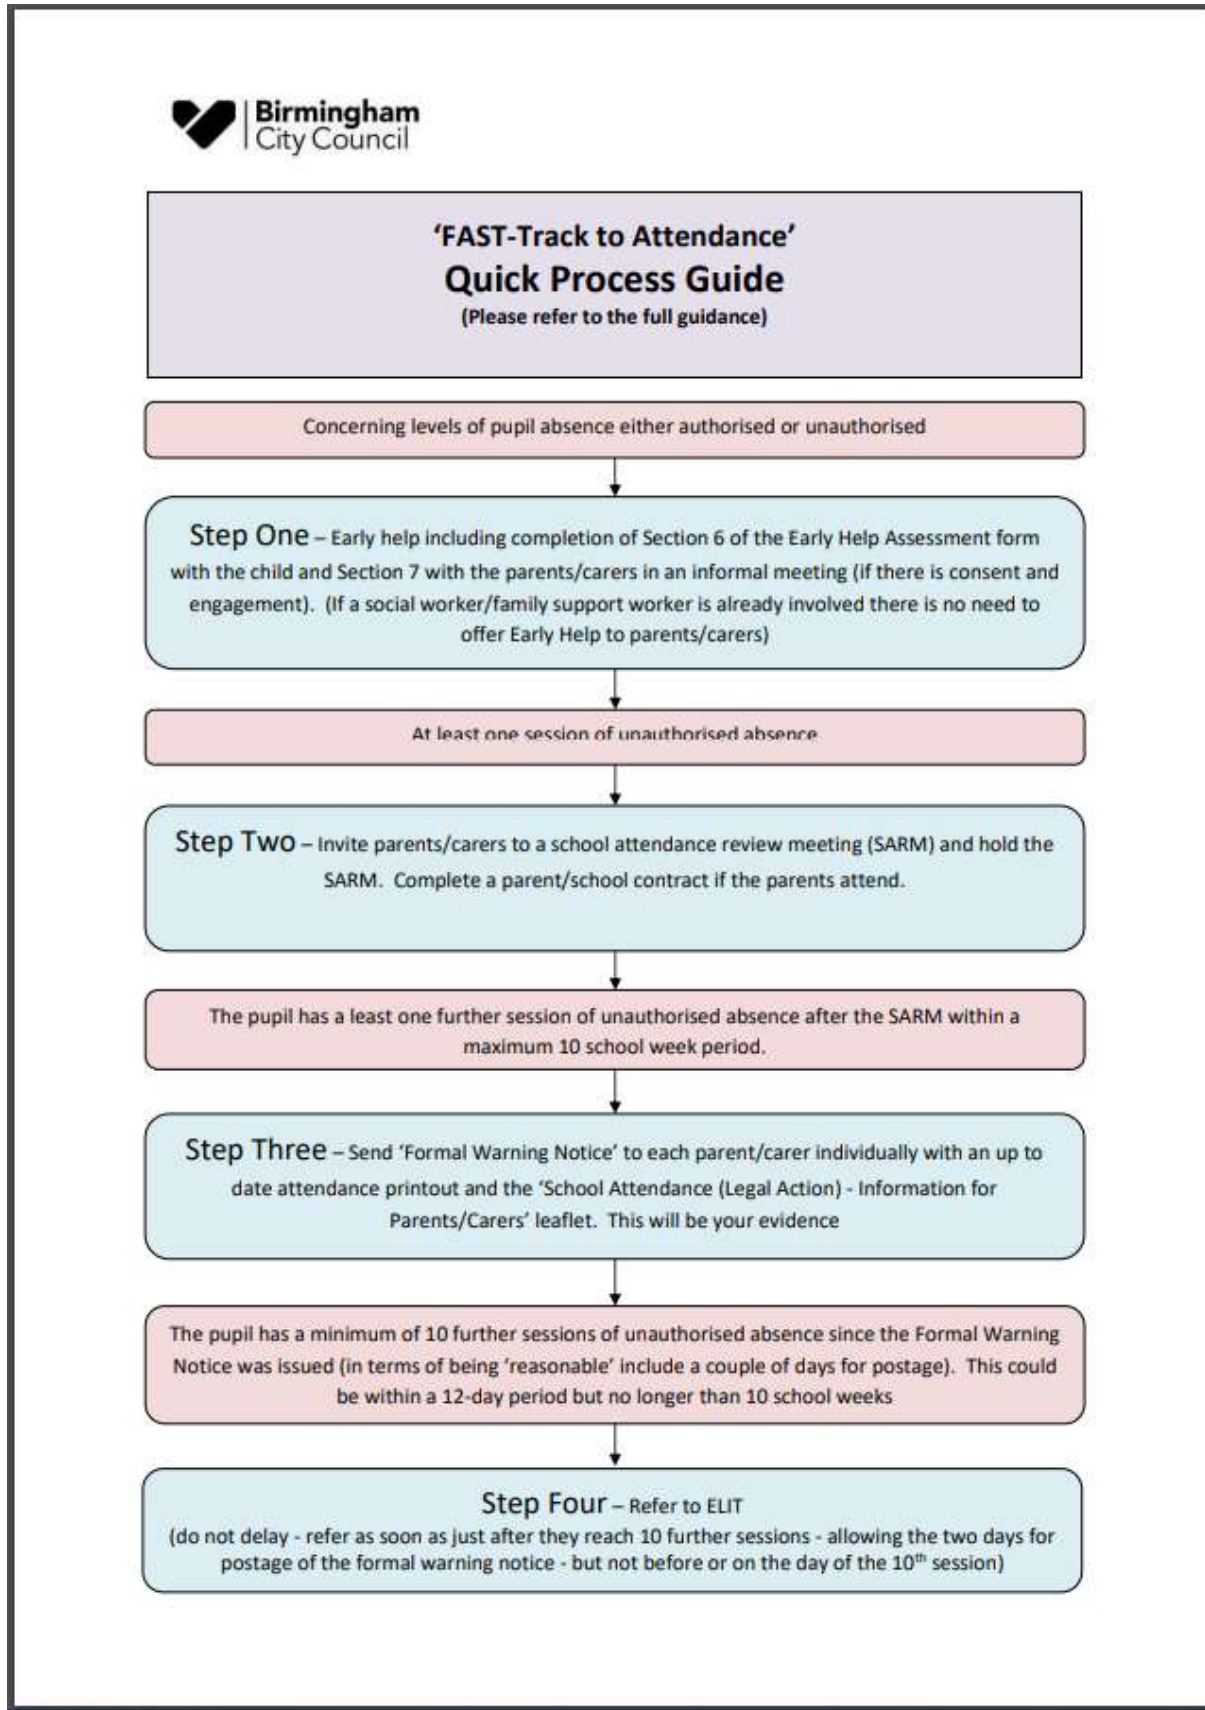 Birmingham
City Council
‘FAST-Track to Attendance’
Quick Process Guide
(Please refer to the full guidance)
Concerning levels of pupil absence either authorised or unauthorised
Step One – Early help including completion of Section 6 of the Early Help Assessment form
with the child and Section 7 with the parents/carers in an informal meeting (if there is consent and
engagement). (If a social worker/family support worker is already involved there is no need to
offer Early Help to parents/carers)
At least one session of unauthorised absence
Step Two – Invite parents/carers to a school attendance review meeting (SARM) and hold the
SARM. Complete a parent/school contract if the parents attend.
The pupil has a least one further session of unauthorised absence after the SARM within a
maximum 10 school week period.
Step Three – Send ‘Formal Warning Notice’ to each parent/carer individually with an up to
date attendance printout and the ‘School Attendance (Legal Action) - Information for
Parents/Carers’ leaflet. This will be your evidence
The pupil has a minimum of 10 further sessions of unauthorised absence since the Formal Warning
Notice was issued (in terms of being ‘reasonable’ include a couple of days for postage). This could
be within a 12-day period but no longer than 10 school weeks
Step Four – Refer to ELIT
(do not delay - refer as soon as just after they reach 10 further sessions - allowing the two days for
postage of the formal warning notice - but not before or on the day of the 10th session)